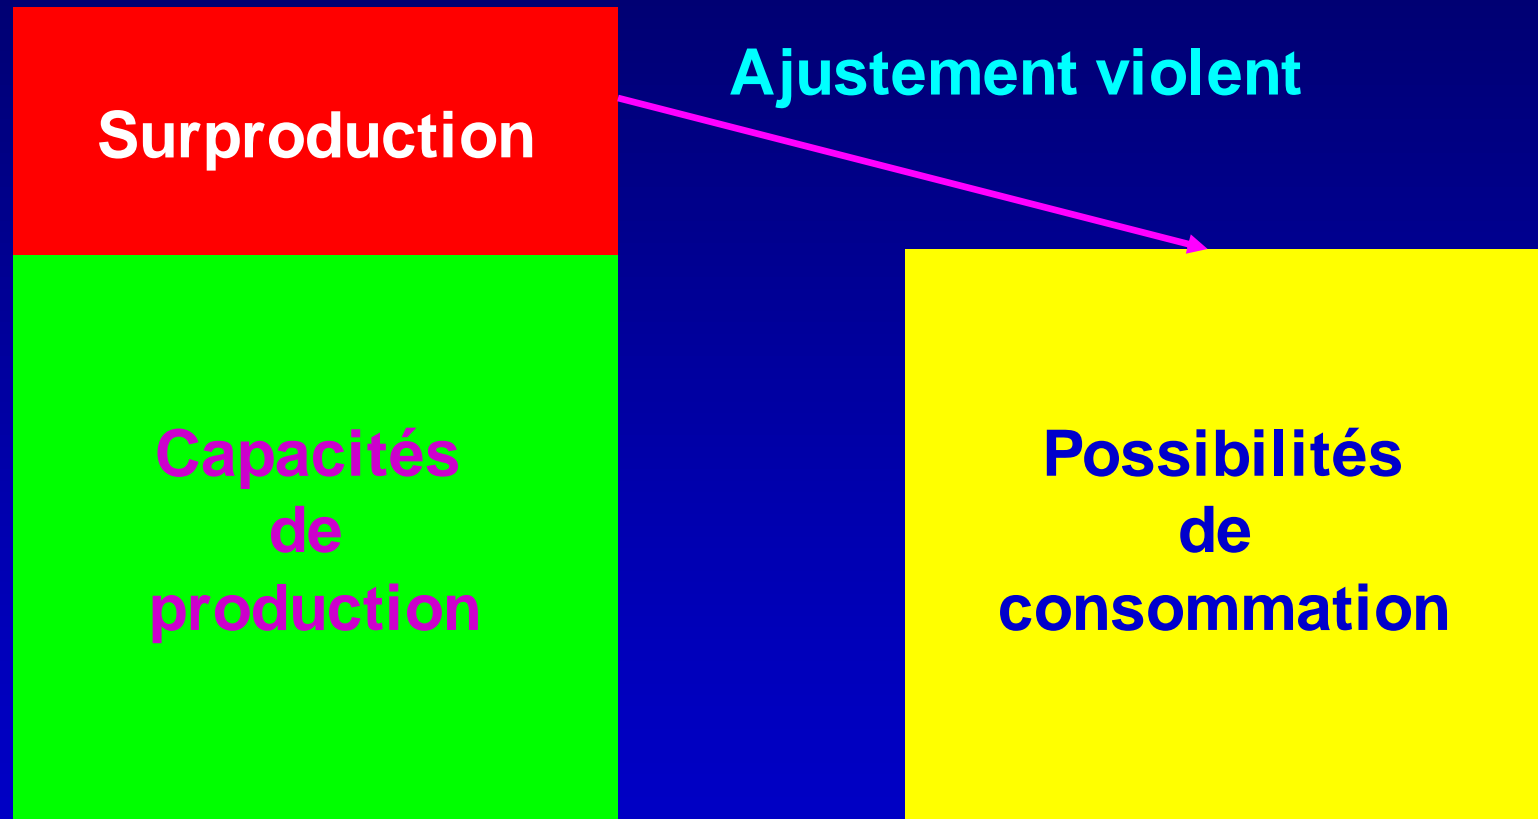 Ajustement violent
Surproduction
Capacités
de
production
Possibilités
de
consommation